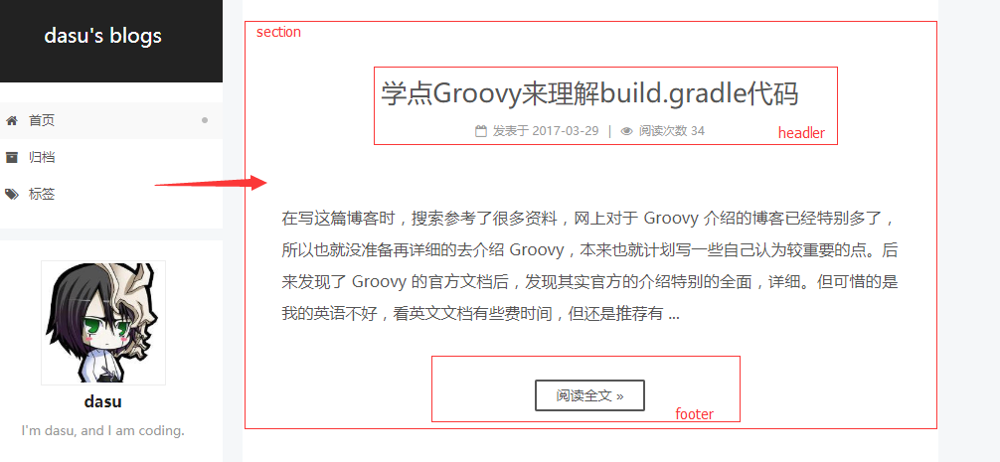 dasu's blogs
首页
归档
标签
dasu
I'm dasu, and I am coding.
section
学点Groovy来理解build.gradle代码
发表于 2017-03-29 | 阅读次数 34
headler
在写这篇博客时，搜索参考了很多资料，网上对于 Groovy 介绍的博客已经特别多了，
所以也就没准备再详细的去介绍 Groovy，本来也就计划写一些自己认为较重要的点。后
来发现了 Groovy 的官方文档后，发现其实官方的介绍特别的全面，详细。但可惜的是
我的英语不好，看英文文档有些费时间，但还是推荐有 ...
阅读全文 »
footer